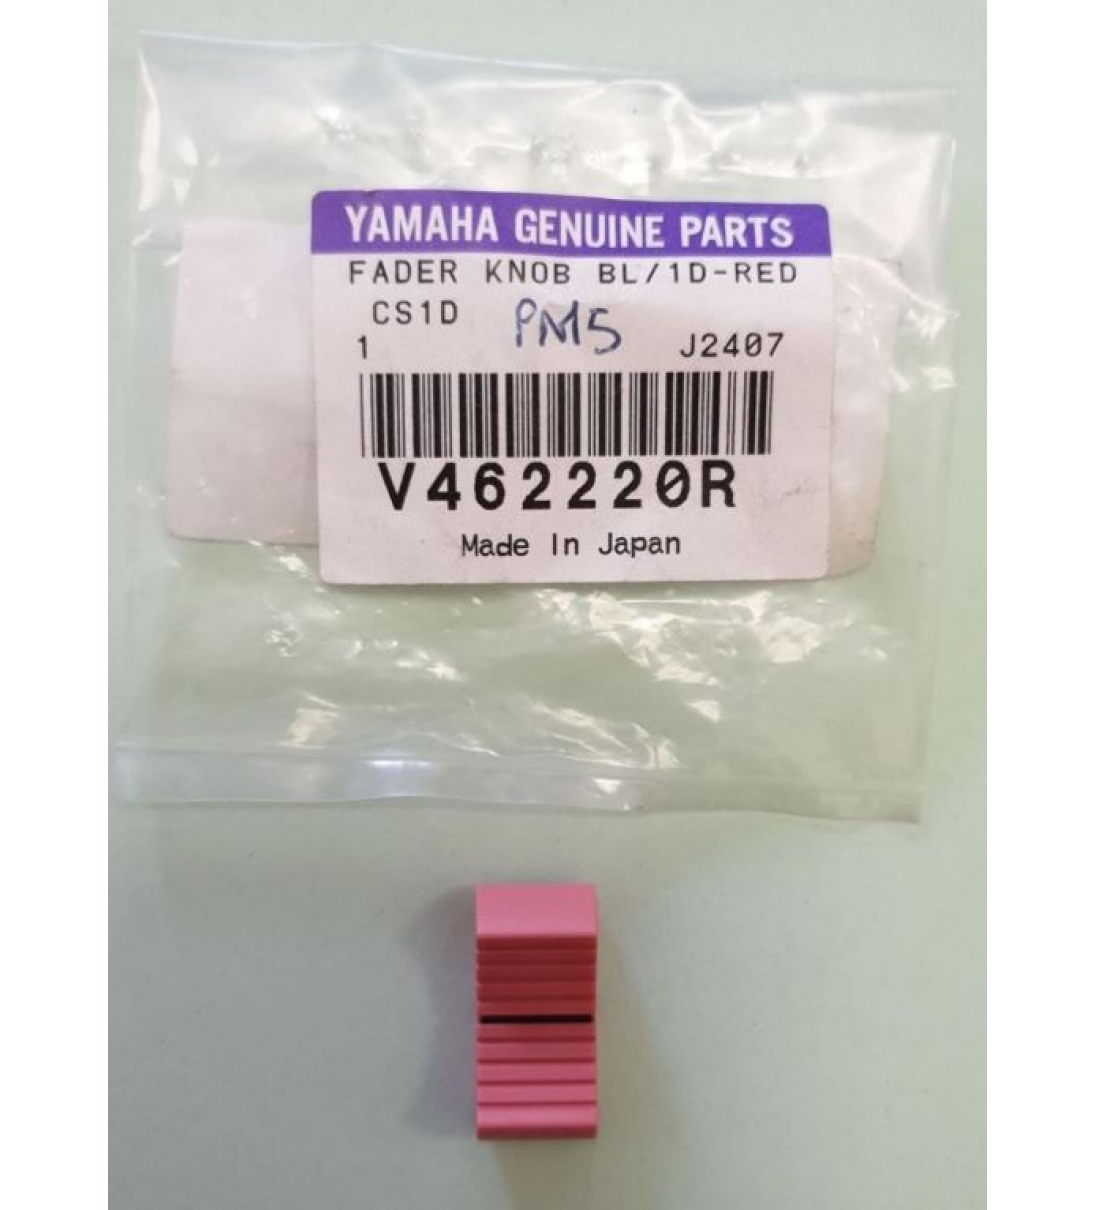 YAMAHA GENUINE PARTS
FADER KNOB BL/1D-RED
CS1D PM5
1 J2407
V462220R
Made In Japan